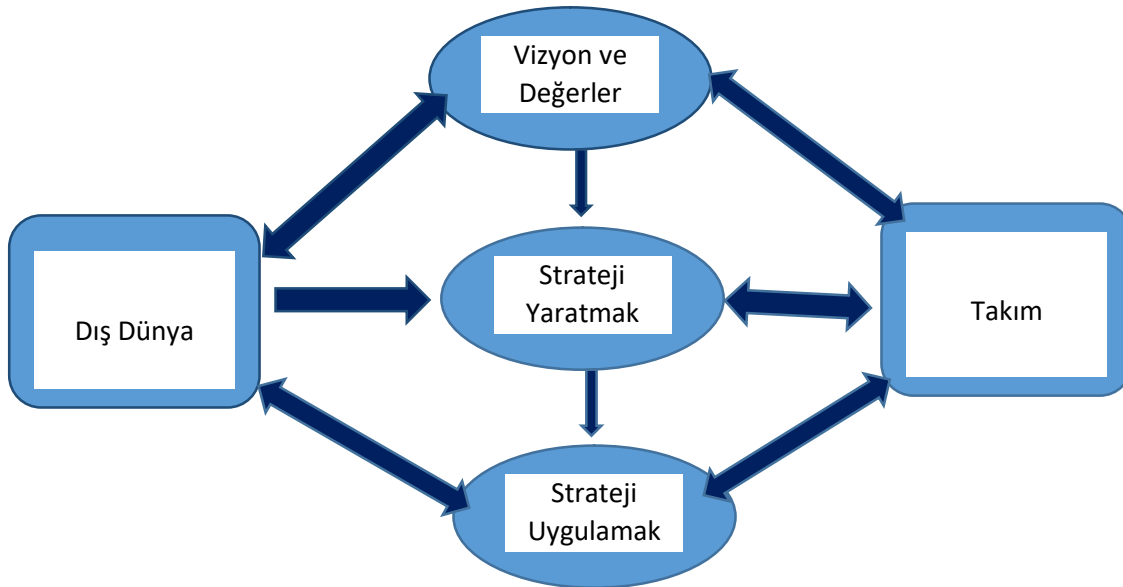 Vizyon ve
Değerler
Dış Dünya
Strateji
Yaratmak
Takım
Strateji
Uygulamak